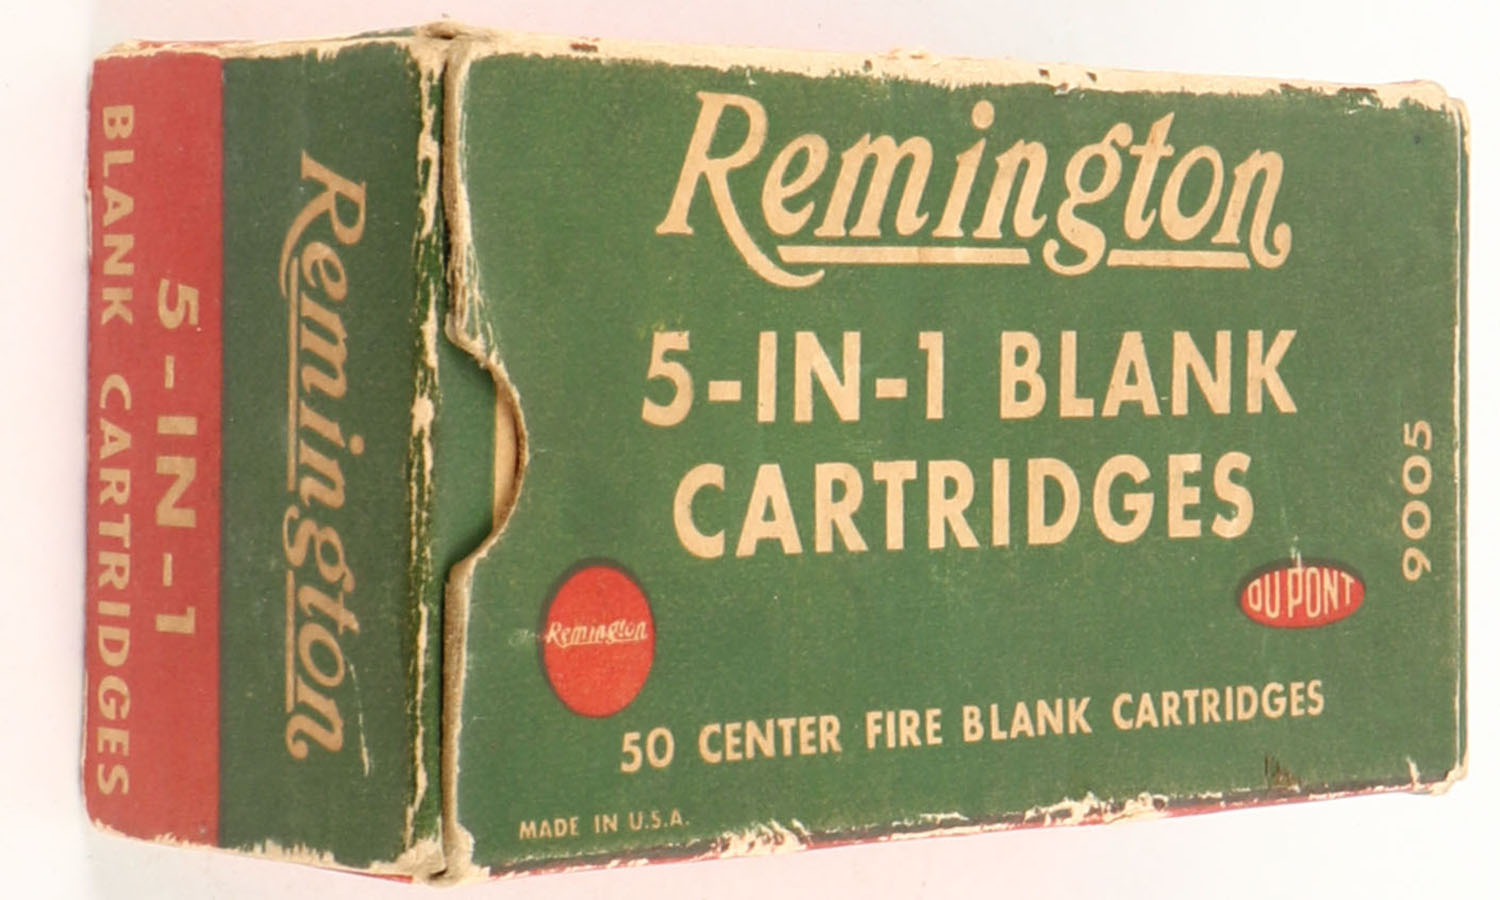 Remington
5-IN-1 BLANK
CARTRIDGES
Remington
DU PONT
50 CENTER FIRE BLANK CARTRIDGES
MADE IN U.S.A.
9005
Remington
5-IN-1
BLANK CARTRIDGES